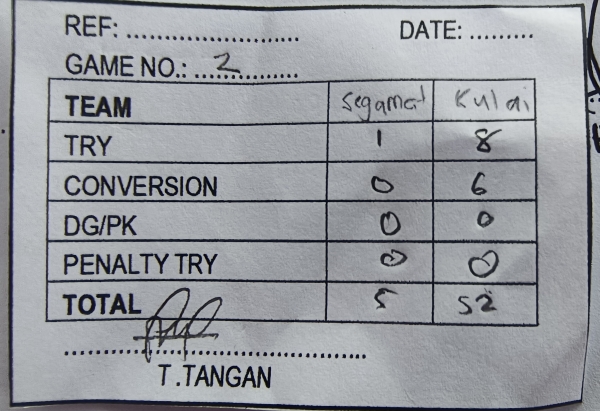 REF: .............................. DATE: .........
GAME NO.: ...2..........
TEAM Segamat Kulai
TRY 1 8
CONVERSION 0 6
DG/PK 0 0
PENALTY TRY 0 0
TOTAL 5 52
..................................................
T.TANGAN